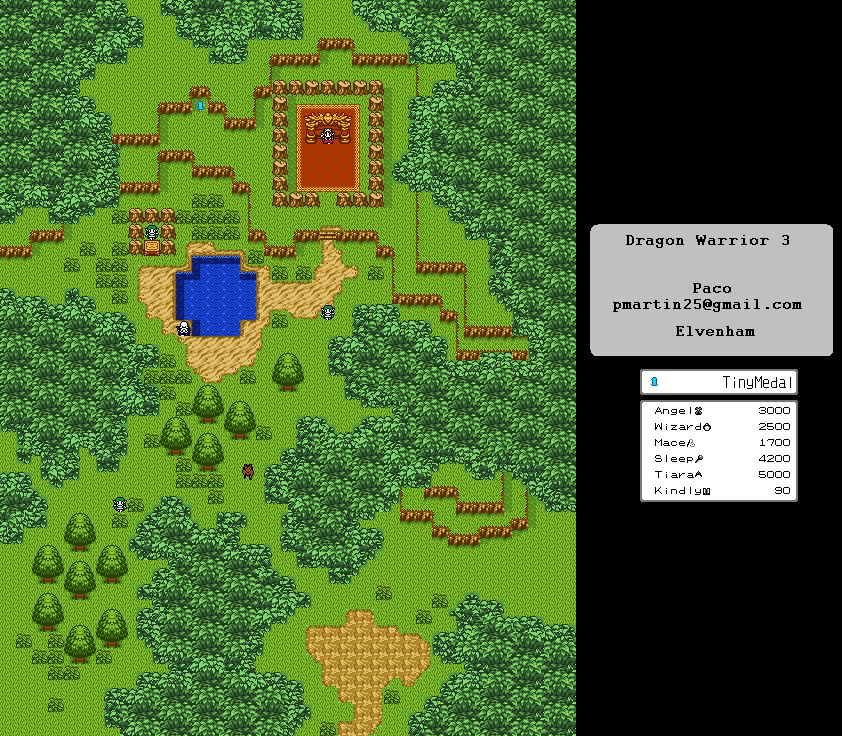 Dragon Warrior 3
Paco
pmartin25@gmail.com
Elvenham
TinyMedal
Angel 3000
Wizard 2500
Mace 1700
Sleep 4200
Tiara 5000
Kindly 90